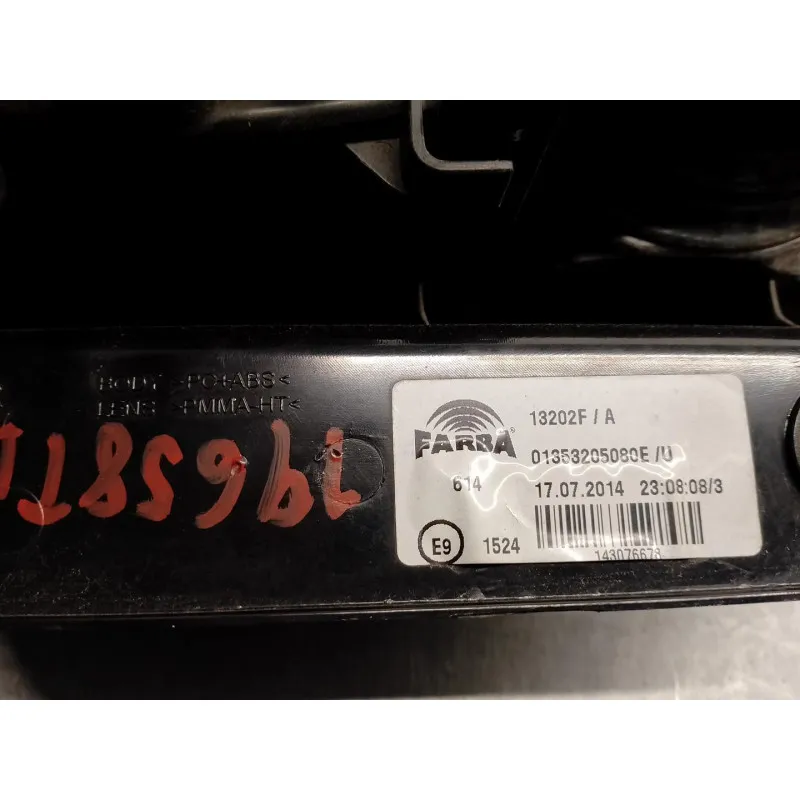 BODY >PC+ABS<
LENS >PMMA-HT<
FARBA®
13202F / A
01353205080E /U
614
17.07.2014 23:08:08/3
E9
1524
143076678